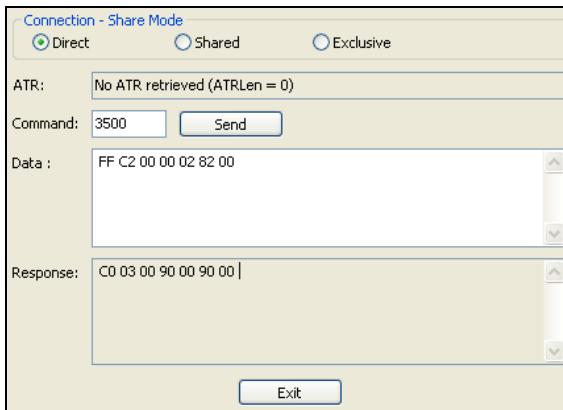 Connection - Share Mode
Direct Shared Exclusive
ATR: No ATR retrieved (ATRLen = 0)
Command: 3500 Send
Data : FF C2 00 00 02 82 00
Response: C0 03 00 90 00 90 00
Exit